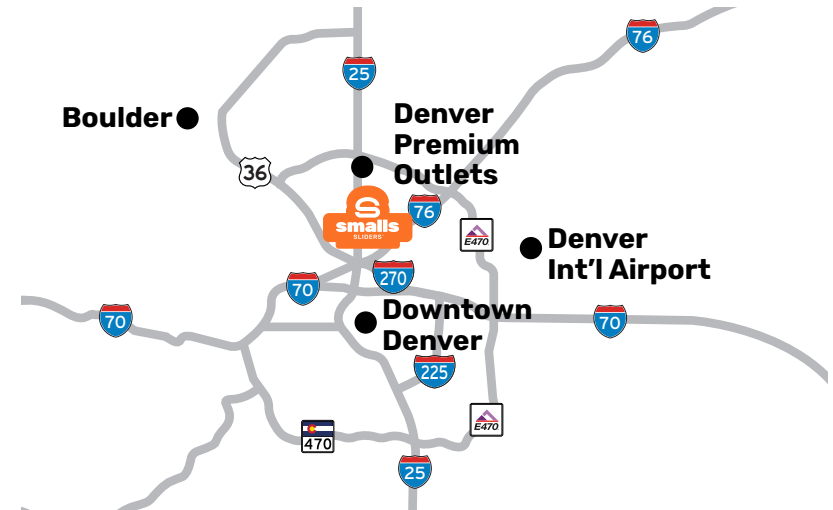 76
25
Boulder
Denver
Premium
Outlets
36
76
smalls
SLIDERS
E470
Denver
Int'l Airport
270
70
Downtown
Denver
70
70
225
E470
470
25